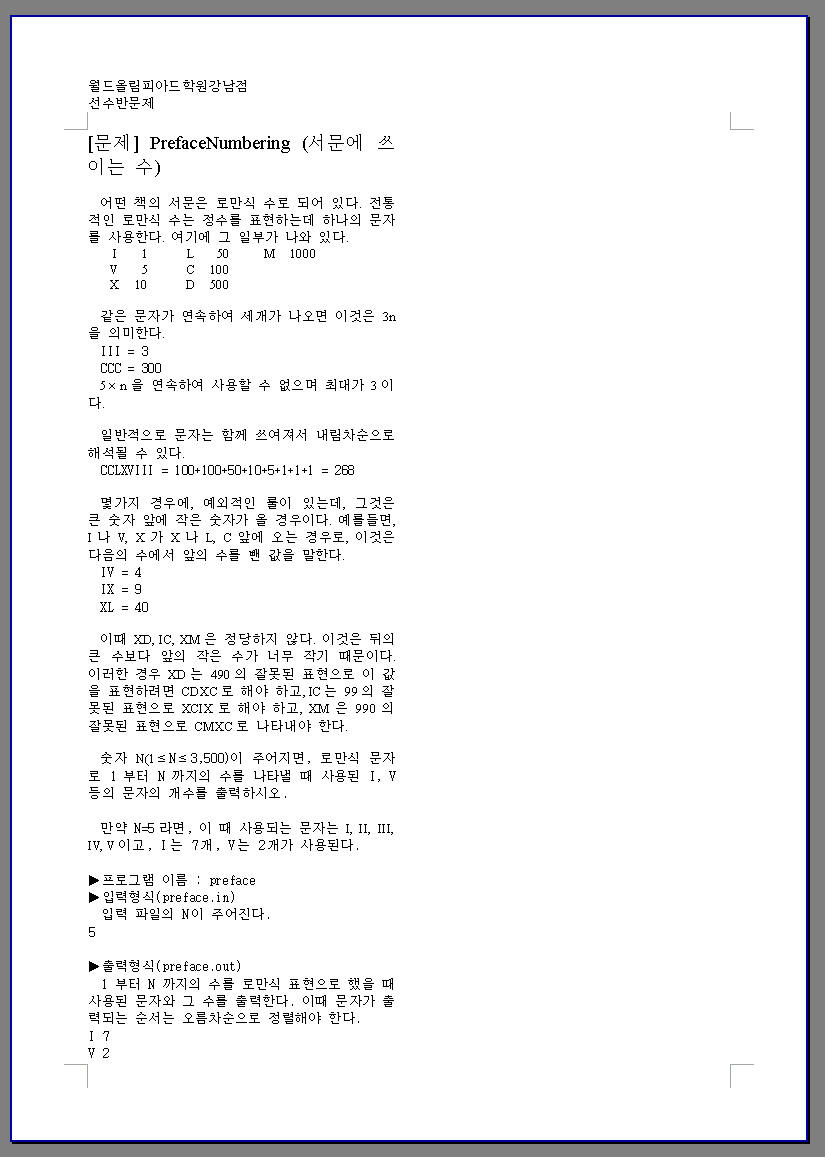 월드올림피아드학원강남점
선수반문제
[문제] PrefaceNumbering (서문에 쓰
이는 수)
어떤 책의 서문은 로만식 수로 되어 있다. 전통
적인 로만식 수는 정수를 표현하는데 하나의 문자
를 사용한다. 여기에 그 일부가 나와 있다.
I 1 L 50 M 1000
V 5 C 100
X 10 D 500
같은 문자가 연속하여 세개가 나오면 이것은 3n
을 의미한다.
III = 3
CCC = 300
5×n 을 연속하여 사용할 수 없으며 최대가 3 이
다.
일반적으로 문자는 함께 쓰여져서 내림차순으로
해석될 수 있다.
CCLXVIII = 100+100+50+10+5+1+1+1 = 268
몇가지 경우에, 예외적인 룰이 있는데, 그것은
큰 숫자 앞에 작은 숫자가 올 경우이다. 예를들면,
I 나 V, X 가 X 나 L, C 앞에 오는 경우로, 이것은
다음의 수에서 앞의 수를 뺀 값을 말한다.
IV = 4
IX = 9
XL = 40
이때 XD, IC, XM 은 정당하지 않다. 이것은 뒤의
큰 수보다 앞의 작은 수가 너무 작기 때문이다.
이러한 경우 XD 는 490 의 잘못된 표현으로 이 값
을 표현하려면 CDXC 로 해야 하고, IC 는 99 의 잘
못된 표현으로 XCIX 로 해야 하고, XM 은 990 의
잘못된 표현으로 CMXC 로 나타내야 한다.
숫자 N(1≤N≤3,500)이 주어지면, 로만식 문자
로 1 부터 N 까지의 수를 나타낼 때 사용된 I, V
등의 문자의 개수를 출력하시오.
만약 N=5 라면, 이 때 사용되는 문자는 I, II, III,
IV, V 이고, I 는 7개, V는 2개가 사용된다.
▶프로그램 이름 : preface
▶입력형식(preface.in)
입력 파일의 N이 주어진다.
5
▶출력형식(preface.out)
1 부터 N 까지의 수를 로만식 표현으로 했을 때
사용된 문자와 그 수를 출력한다. 이때 문자가 출
력되는 순서는 오름차순으로 정렬해야 한다.
I 7
V 2